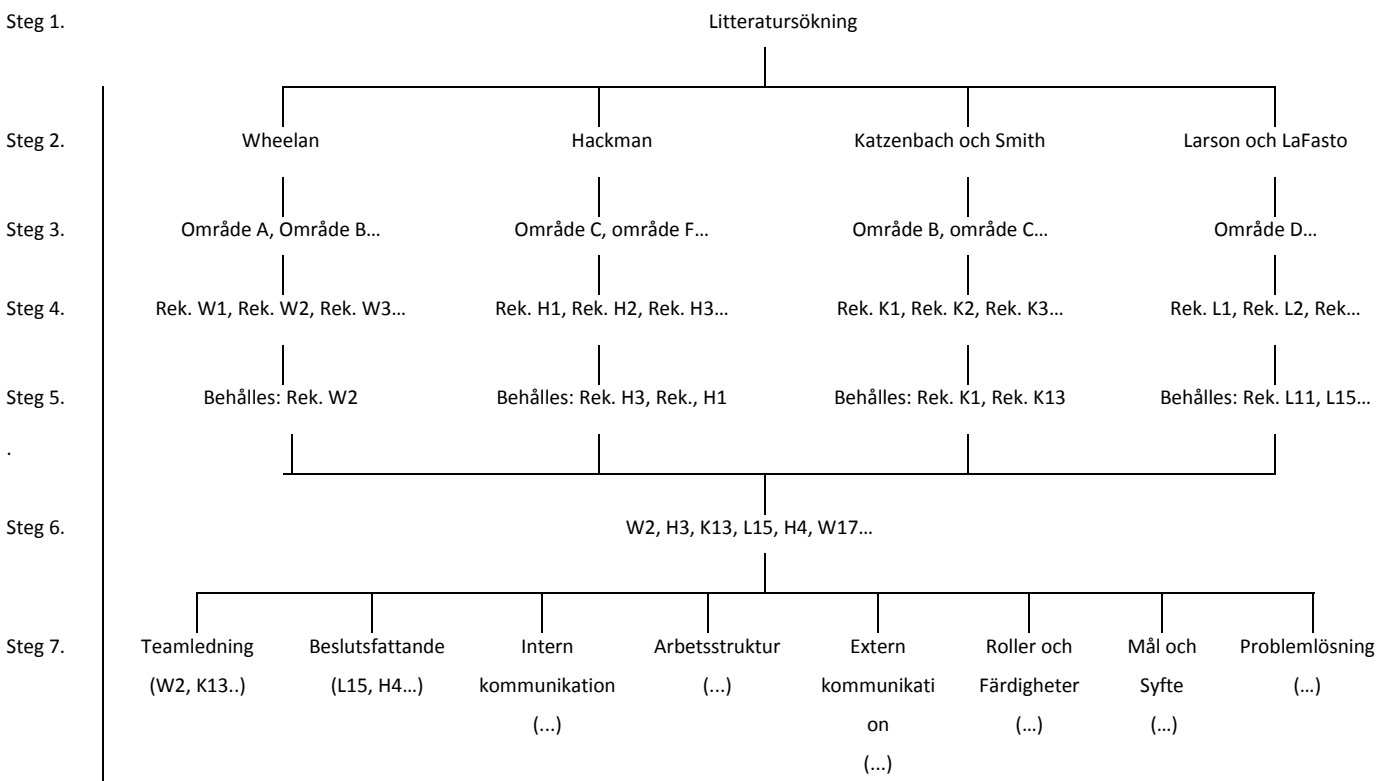 Steg 1. Litteratursökning
Steg 2. Wheelan Hackman Katzenbach och Smith Larson och LaFasto
Steg 3. Område A, Område B… Område C, område F… Område B, område C… Område D…
Steg 4. Rek. W1, Rek. W2, Rek. W3… Rek. H1, Rek. H2, Rek. H3… Rek. K1, Rek. K2, Rek. K3… Rek. L1, Rek. L2, Rek…
Steg 5. Behålles: Rek. W2 Behålles: Rek. H3, Rek., H1 Behålles: Rek. K1, Rek. K13 Behålles: Rek. L11, L15…
.
Steg 6. W2, H3, K13, L15, H4, W17…
Steg 7. Teamledning Beslutsfattande Intern Arbetsstruktur Extern Roller och Mål och Problemlösning
(W2, K13..) (L15, H4…) kommunikation (...) kommunikati Färdigheter Syfte (…)
(...) on (…) (…)
(...)